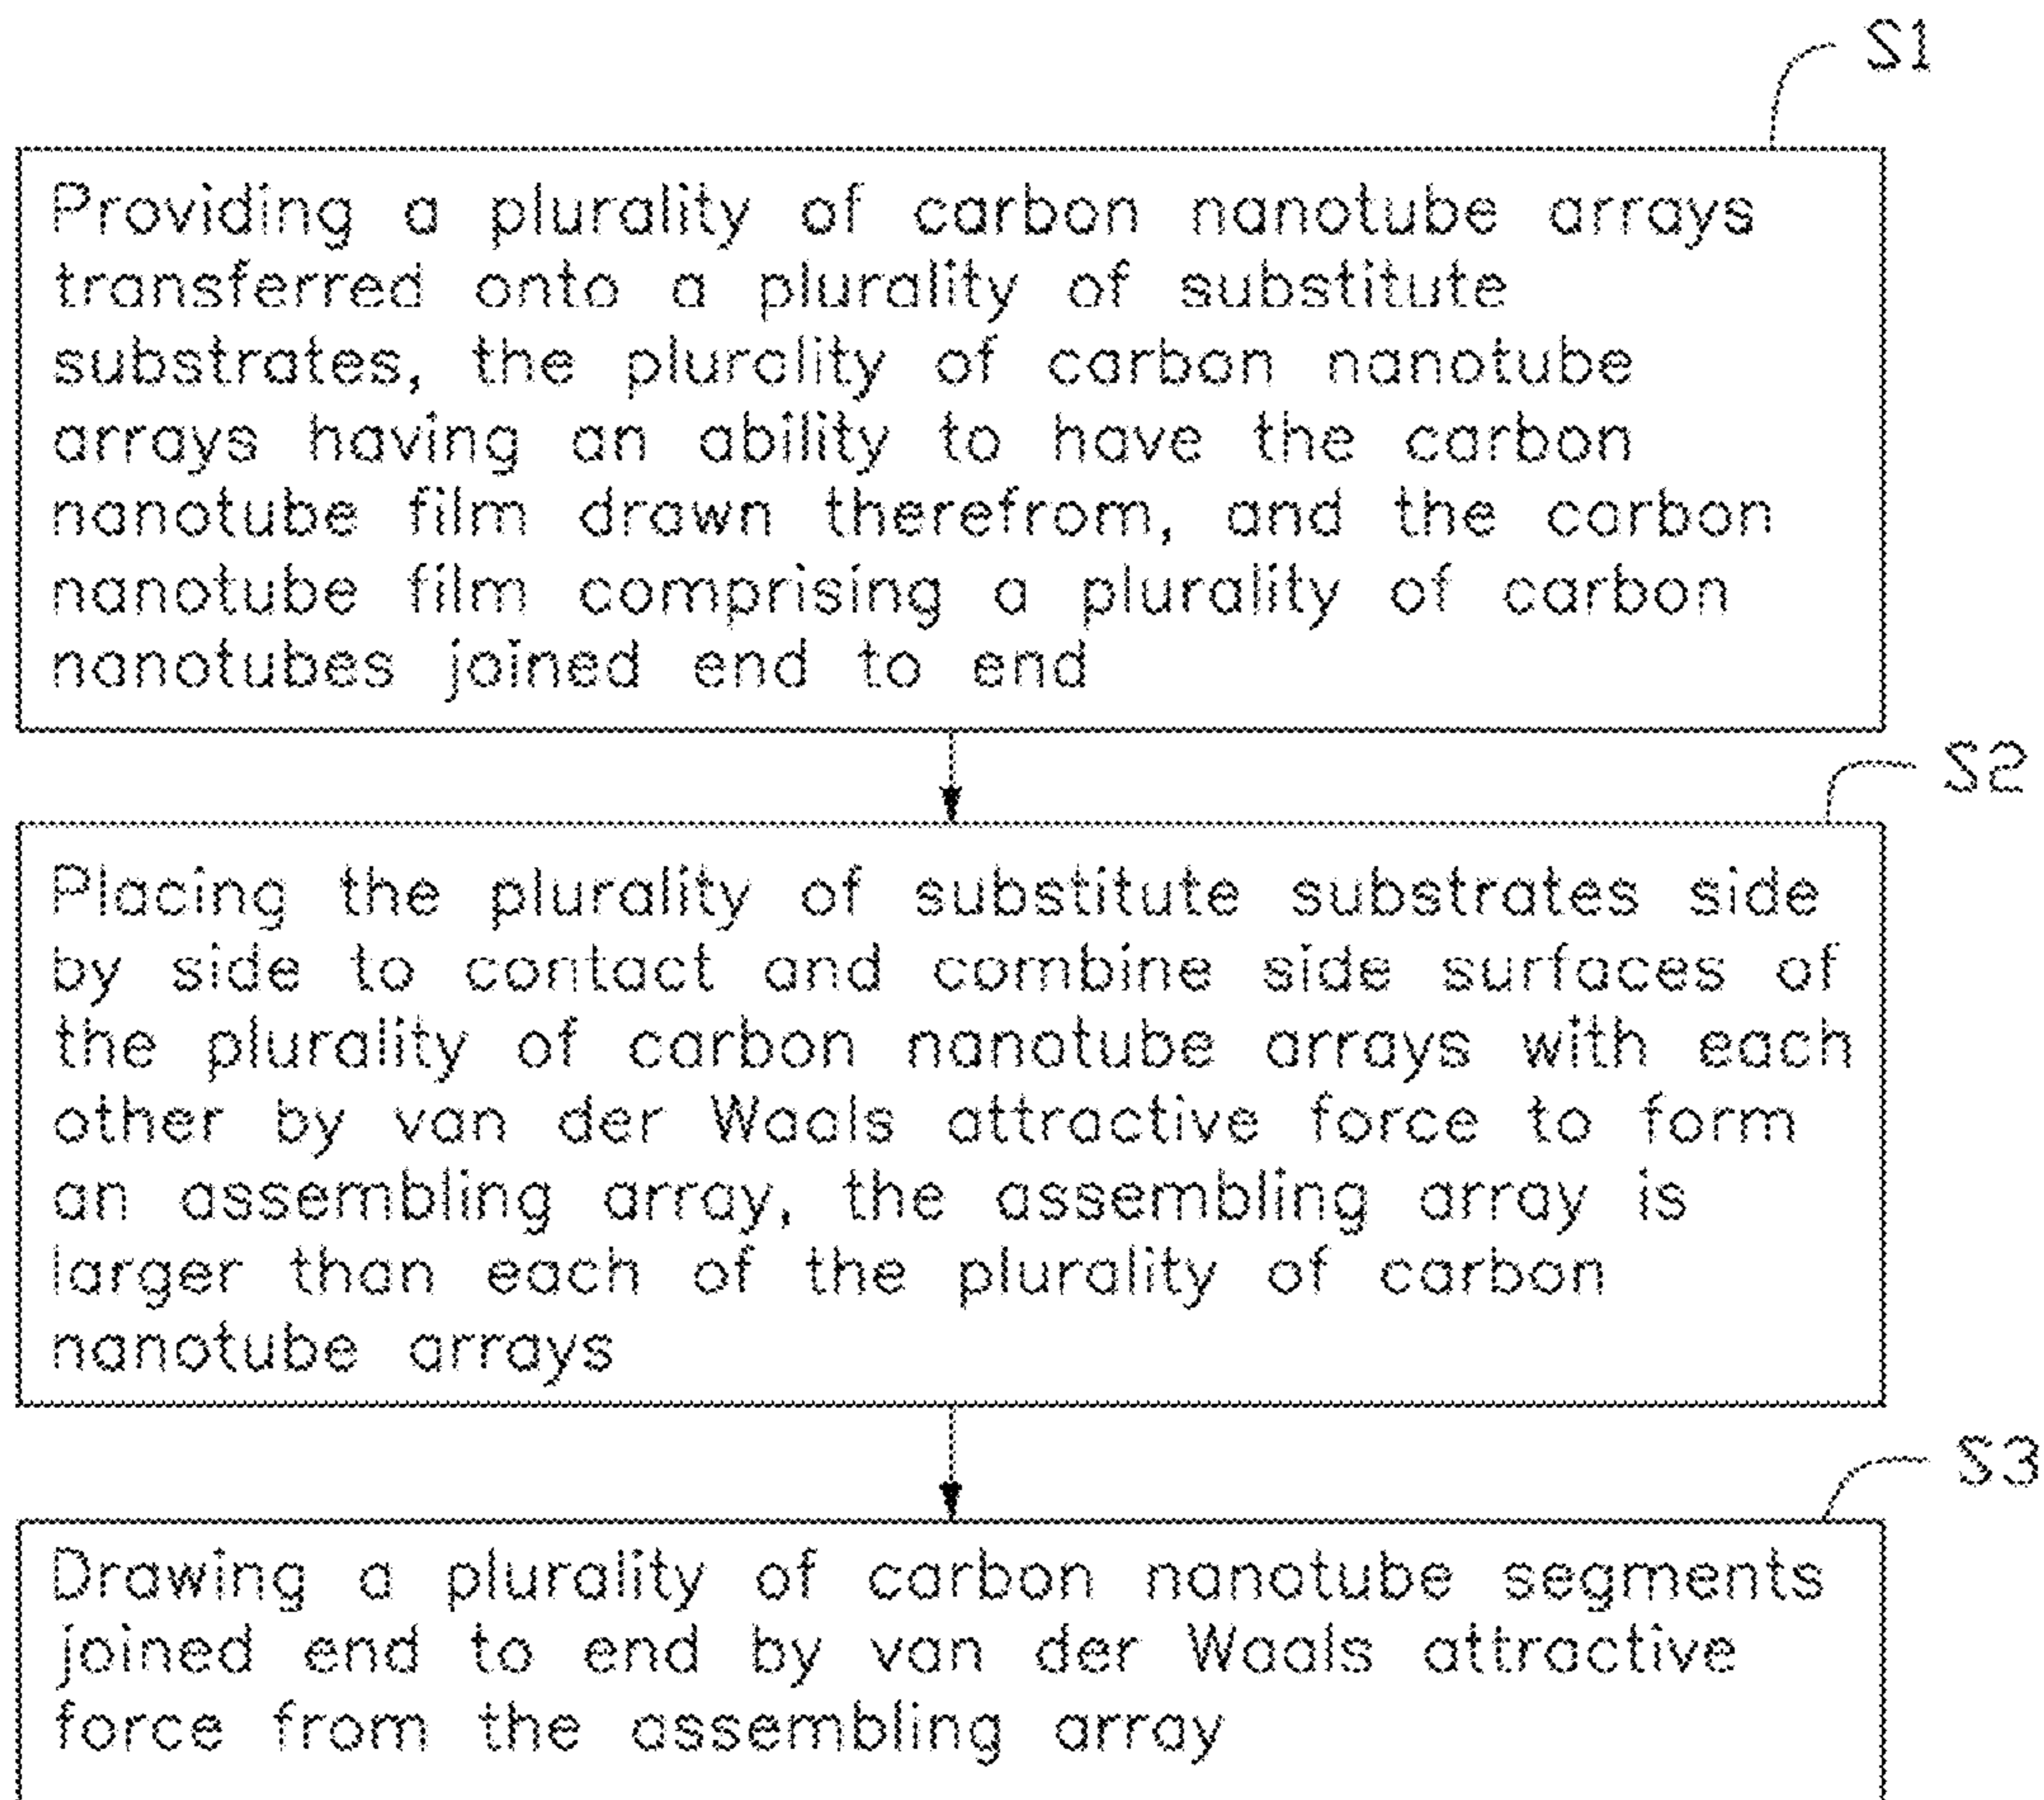 S1
Providing a plurality of carbon nanotube arrays
transferred onto a plurality of substitute
substrates, the plurality of carbon nanotube
arrays having an ability to have the carbon
nanotube film drawn therefrom, and the carbon
nanotube film comprising a plurality of carbon
nanotubes joined end to end
S2
Placing the plurality of substitute substrates side
by side to contact and combine side surfaces of
the plurality of carbon nanotube arrays with each
other by van der Waals attractive force to form
an assembling array, the assembling array is
larger than each of the plurality of carbon
nanotube arrays
S3
Drawing a plurality of carbon nanotube segments
joined end to end by van der Waals attractive
force from the assembling array